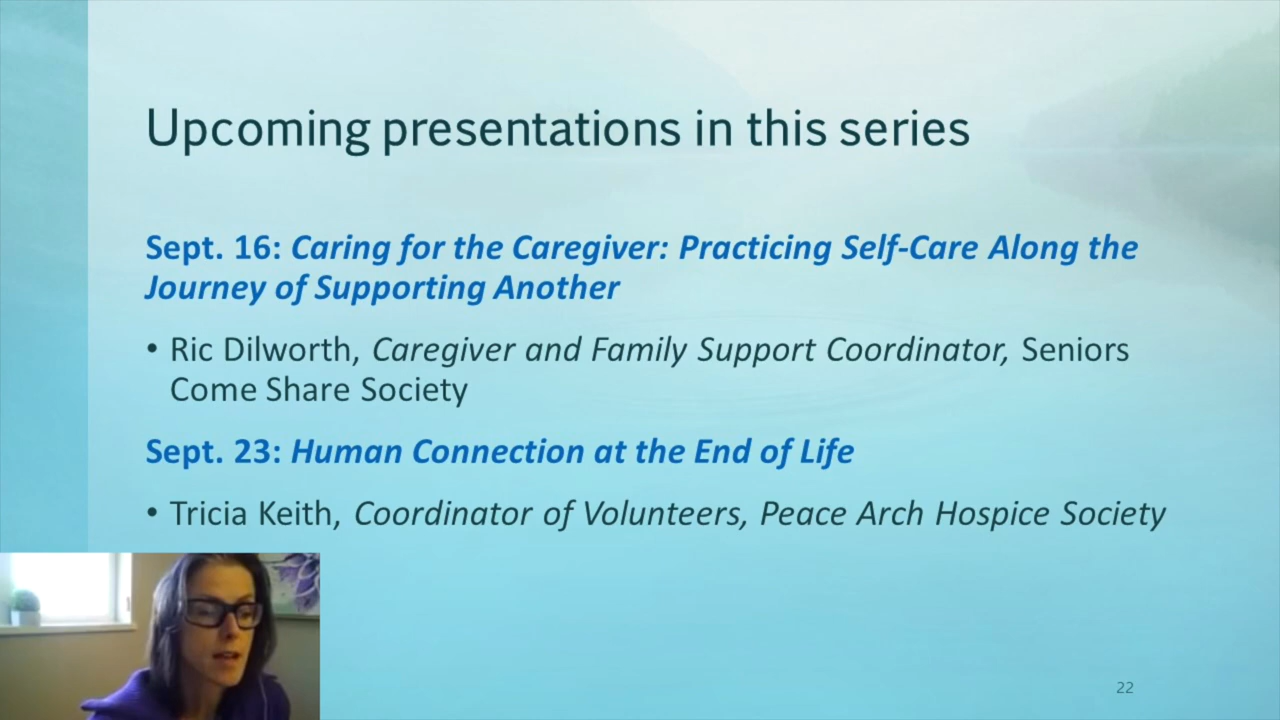 Upcoming presentations in this series
Sept. 16: Caring for the Caregiver: Practicing Self-Care Along the
Journey of Supporting Another
• Ric Dilworth, Caregiver and Family Support Coordinator, Seniors
Come Share Society
Sept. 23: Human Connection at the End of Life
• Tricia Keith, Coordinator of Volunteers, Peace Arch Hospice Society
22